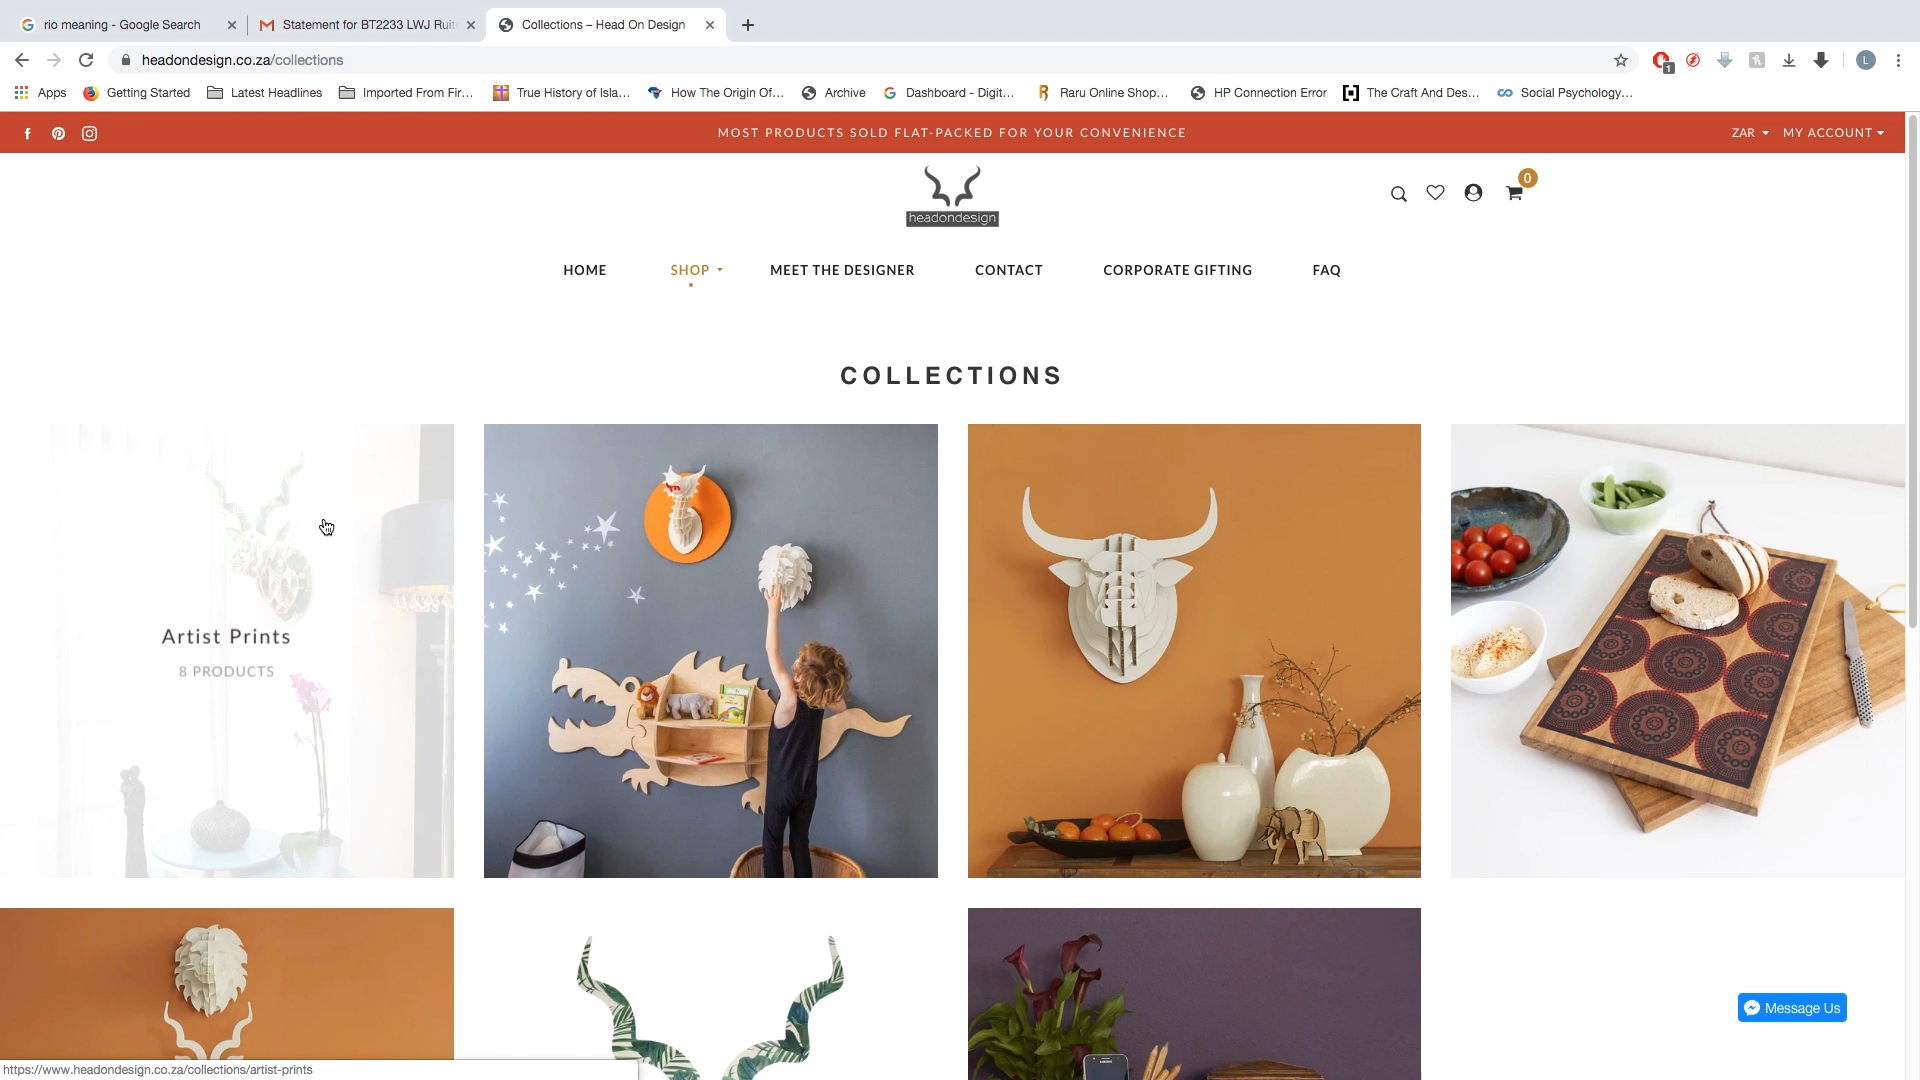 rio meaning - Google Search
Statement for BT2233 LWJ Ruit
Collections – Head On Design
headondesign.co.za/collections
1
L
Apps
Getting Started
Latest Headlines
Imported From Fir...
True History of Isla...
How The Origin Of...
Archive
Dashboard - Digit...
Raru Online Shop...
HP Connection Error
The Craft And Des...
Social Psychology...
MOST PRODUCTS SOLD FLAT-PACKED FOR YOUR CONVENIENCE
ZAR
MY ACCOUNT
headondesign
0
HOME
SHOP
MEET THE DESIGNER
CONTACT
CORPORATE GIFTING
FAQ
COLLECTIONS
Artist Prints
8 PRODUCTS
Message Us
https://www.headondesign.co.za/collections/artist-prints